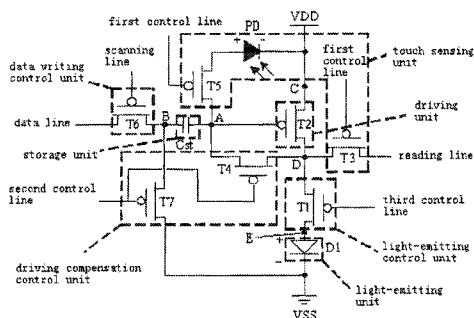 first control line
PD
VDD
scanning line
first control line
touch sensing unit
data writing control unit
T5
C
B
A
T2
driving unit
data line
T6
Cst
T3
storage unit
T4
D
reading line
second control line
T7
T1
third control line
E
D1
light-emitting control unit
driving compensation control unit
light-emitting unit
VSS
+
-
+
-